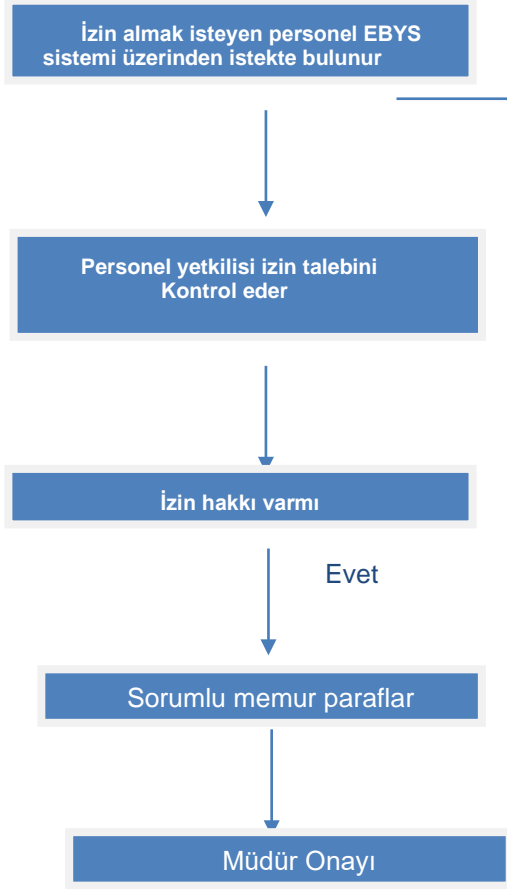 İzin almak isteyen personel EBYS
sistemi üzerinden istekte bulunur
Personel yetkilisi izin talebini
Kontrol eder
İzin hakkı varmı
Evet
Sorumlu memur paraflar
Müdür Onayı